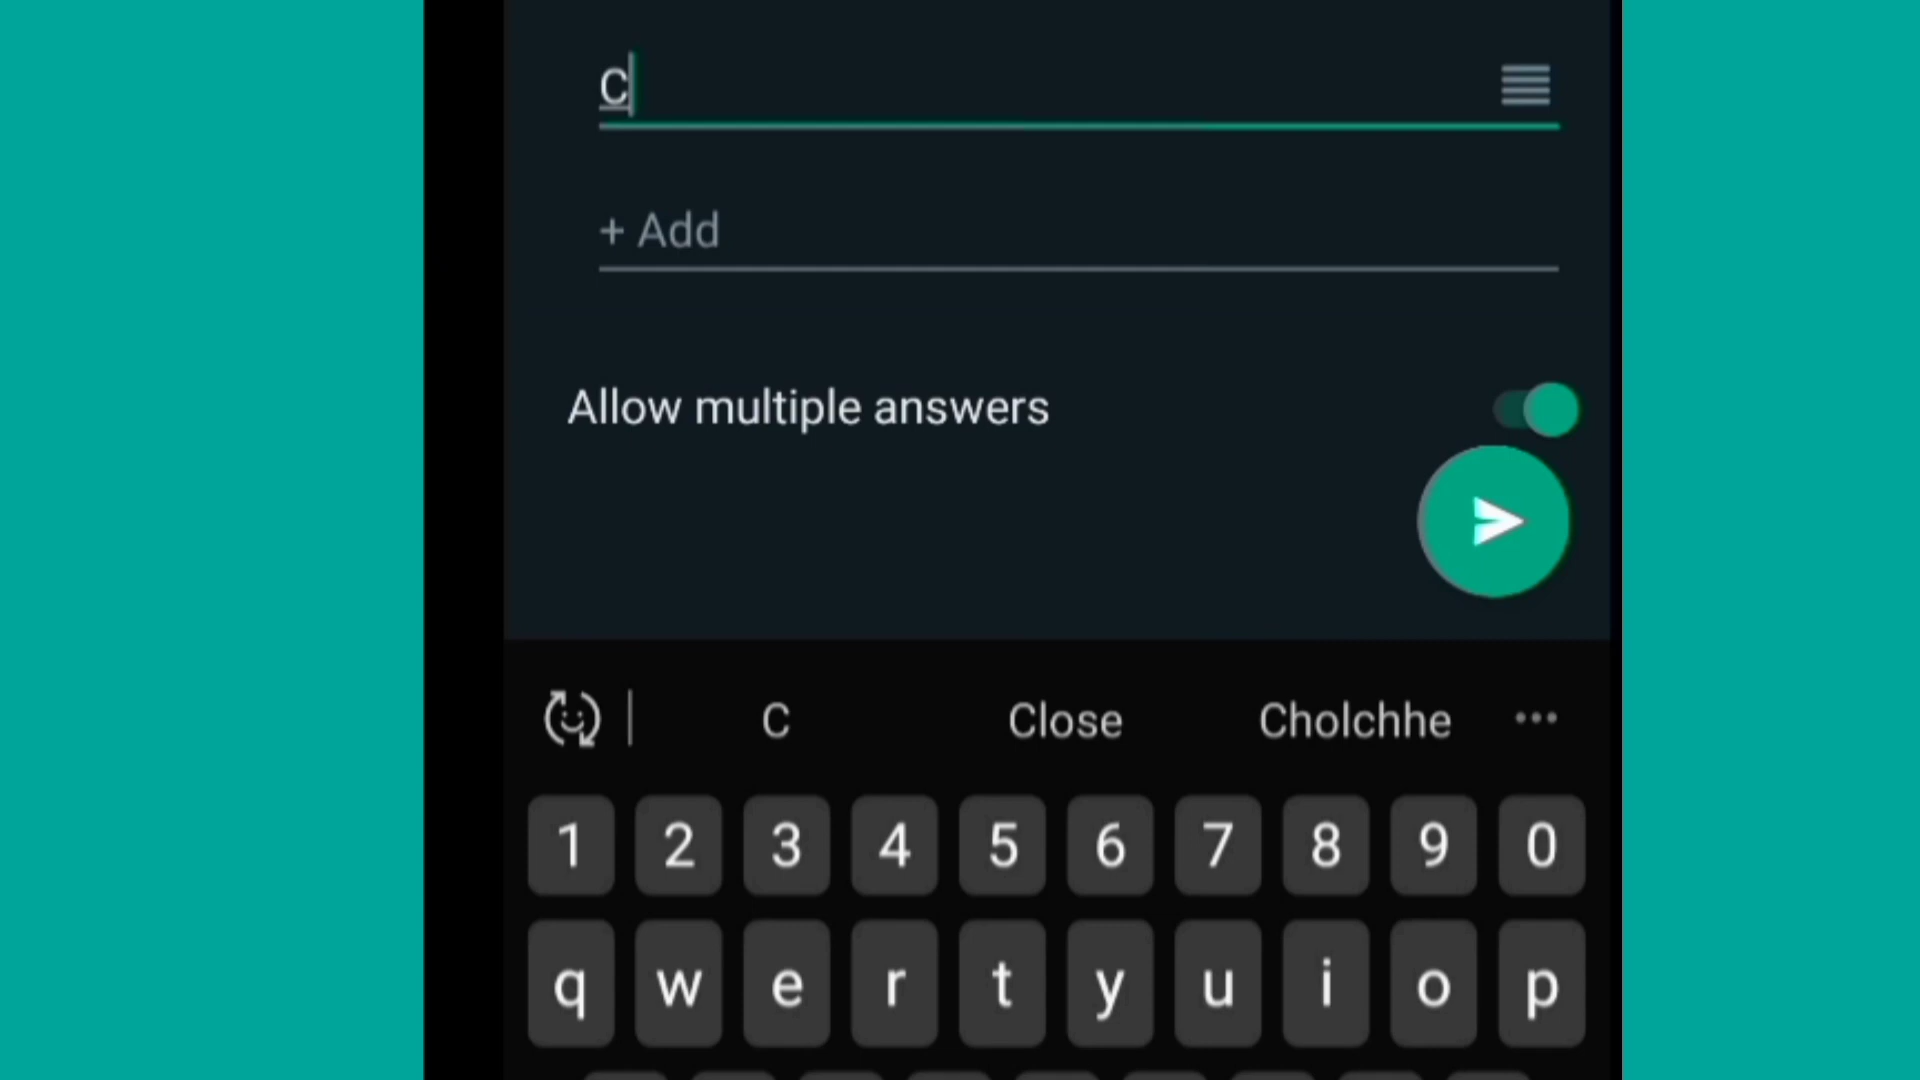 C
+ Add
Allow multiple answers
C Close Cholchhe
1 2 3 4 5 6 7 8 9 0
q w e r t y u i o p